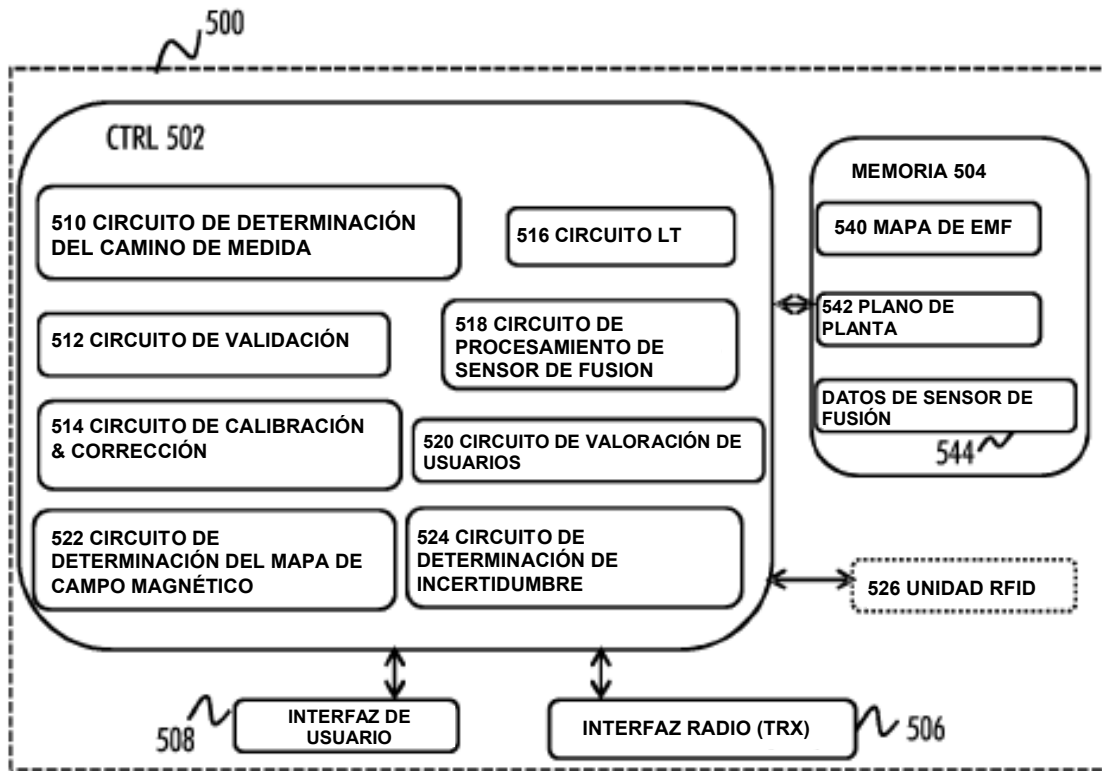 500
CTRL 502
510 CIRCUITO DE DETERMINACIÓN
DEL CAMINO DE MEDIDA
516 CIRCUITO LT
512 CIRCUITO DE VALIDACIÓN
518 CIRCUITO DE
PROCESAMIENTO DE
SENSOR DE FUSION
514 CIRCUITO DE CALIBRACIÓN
& CORRECCIÓN
520 CIRCUITO DE VALORACIÓN DE
USUARIOS
522 CIRCUITO DE
DETERMINACIÓN DEL MAPA DE
CAMPO MAGNÉTICO
524 CIRCUITO DE
DETERMINACIÓN DE
INCERTIDUMBRE
MEMORIA 504
540 MAPA DE EMF
542 PLANO DE
PLANTA
DATOS DE SENSOR DE
FUSIÓN
544
526 UNIDAD RFID
508
INTERFAZ DE
USUARIO
INTERFAZ RADIO (TRX)
506